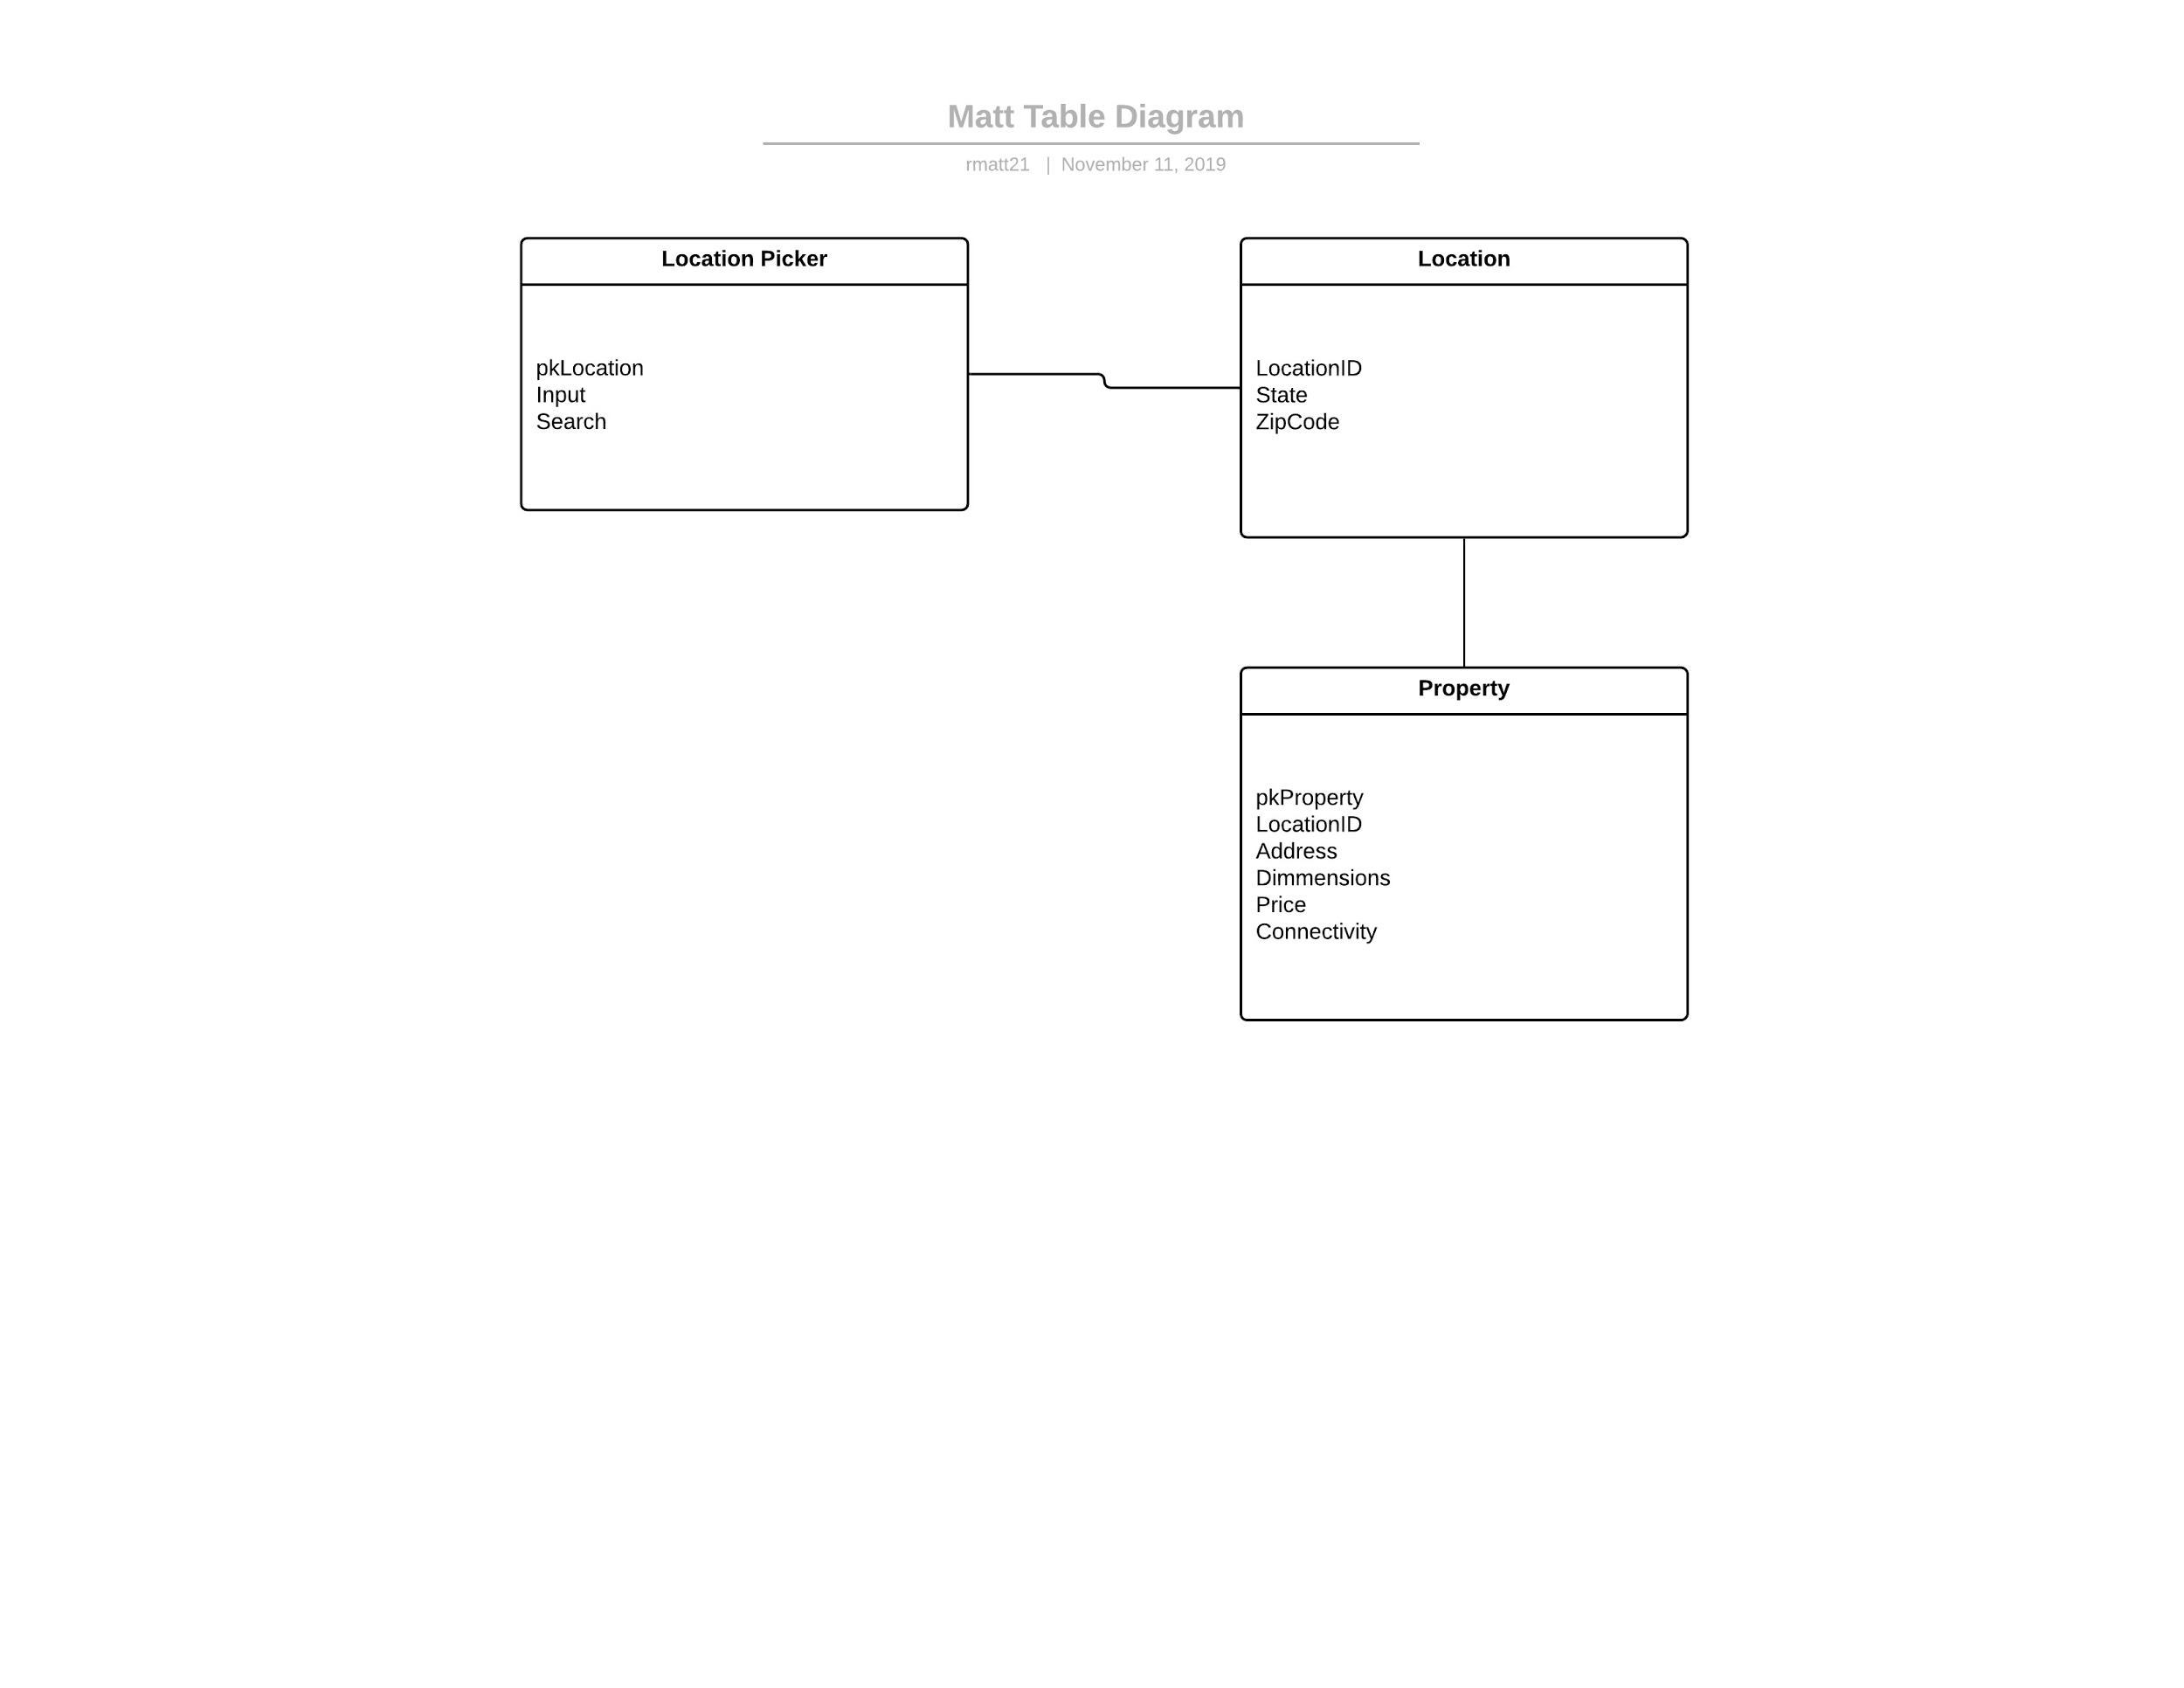 Matt Table Diagram
rmatt21 | November 11, 2019
Location Picker
pkLocation
Input
Search
Location
LocationID
State
ZipCode
Property
pkProperty
LocationID
Address
Dimmensions
Price
Connectivity